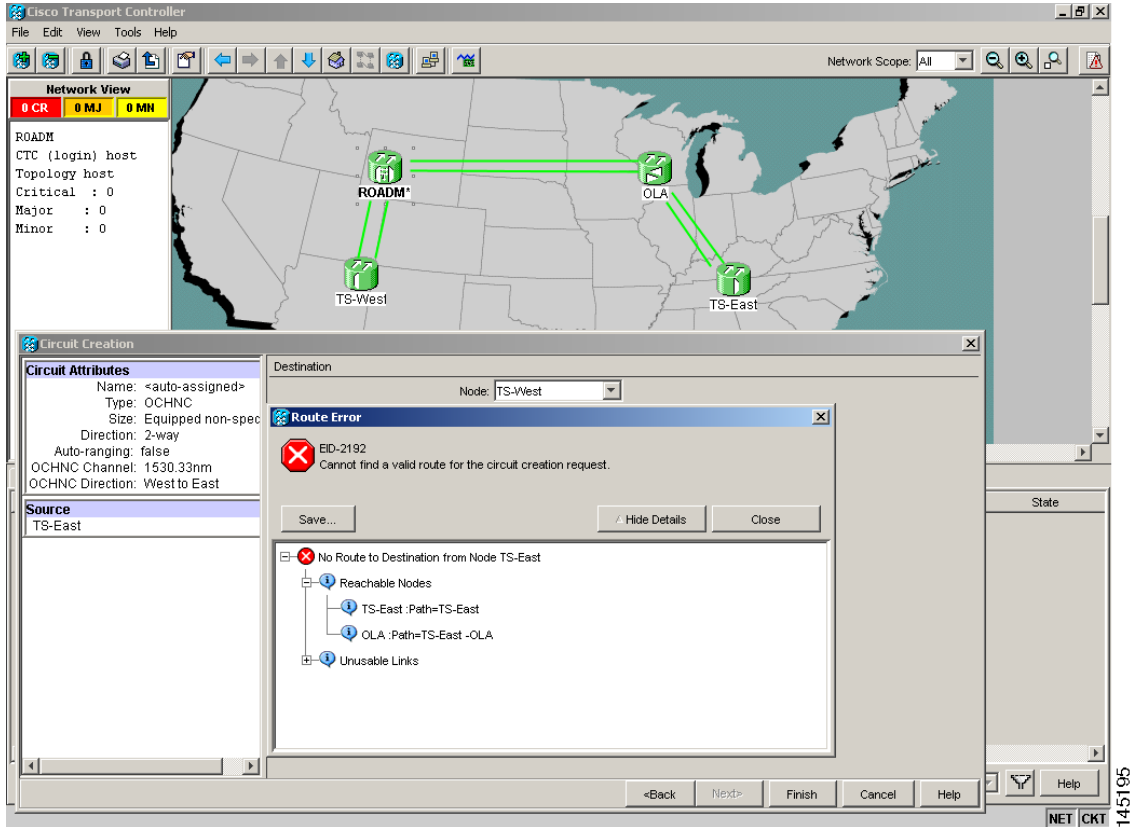 Cisco Transport Controller
File Edit View Tools Help
Network Scope: All
Network View
0 CR 0 MJ 0 MN
ROADM
CTC (login) host
Topology host
Critical : 0
Major : 0
Minor : 0
ROADM*
OLA
TS-West
TS-East
Circuit Creation
Circuit Attributes
Name: <auto-assigned>
Type: OCHNC
Size: Equipped non-spec
Direction: 2-way
Auto-ranging: false
OCHNC Channel: 1530.33nm
OCHNC Direction: West to East
Source
TS-East
Destination
Node: TS-West
Route Error
EID-2192
Cannot find a valid route for the circuit creation request.
Save... Hide Details Close
No Route to Destination from Node TS-East
Reachable Nodes
TS-East :Path=TS-East
OLA :Path=TS-East -OLA
Unusable Links
State
Help
<Back Next> Finish Cancel Help
NET CKT
145195